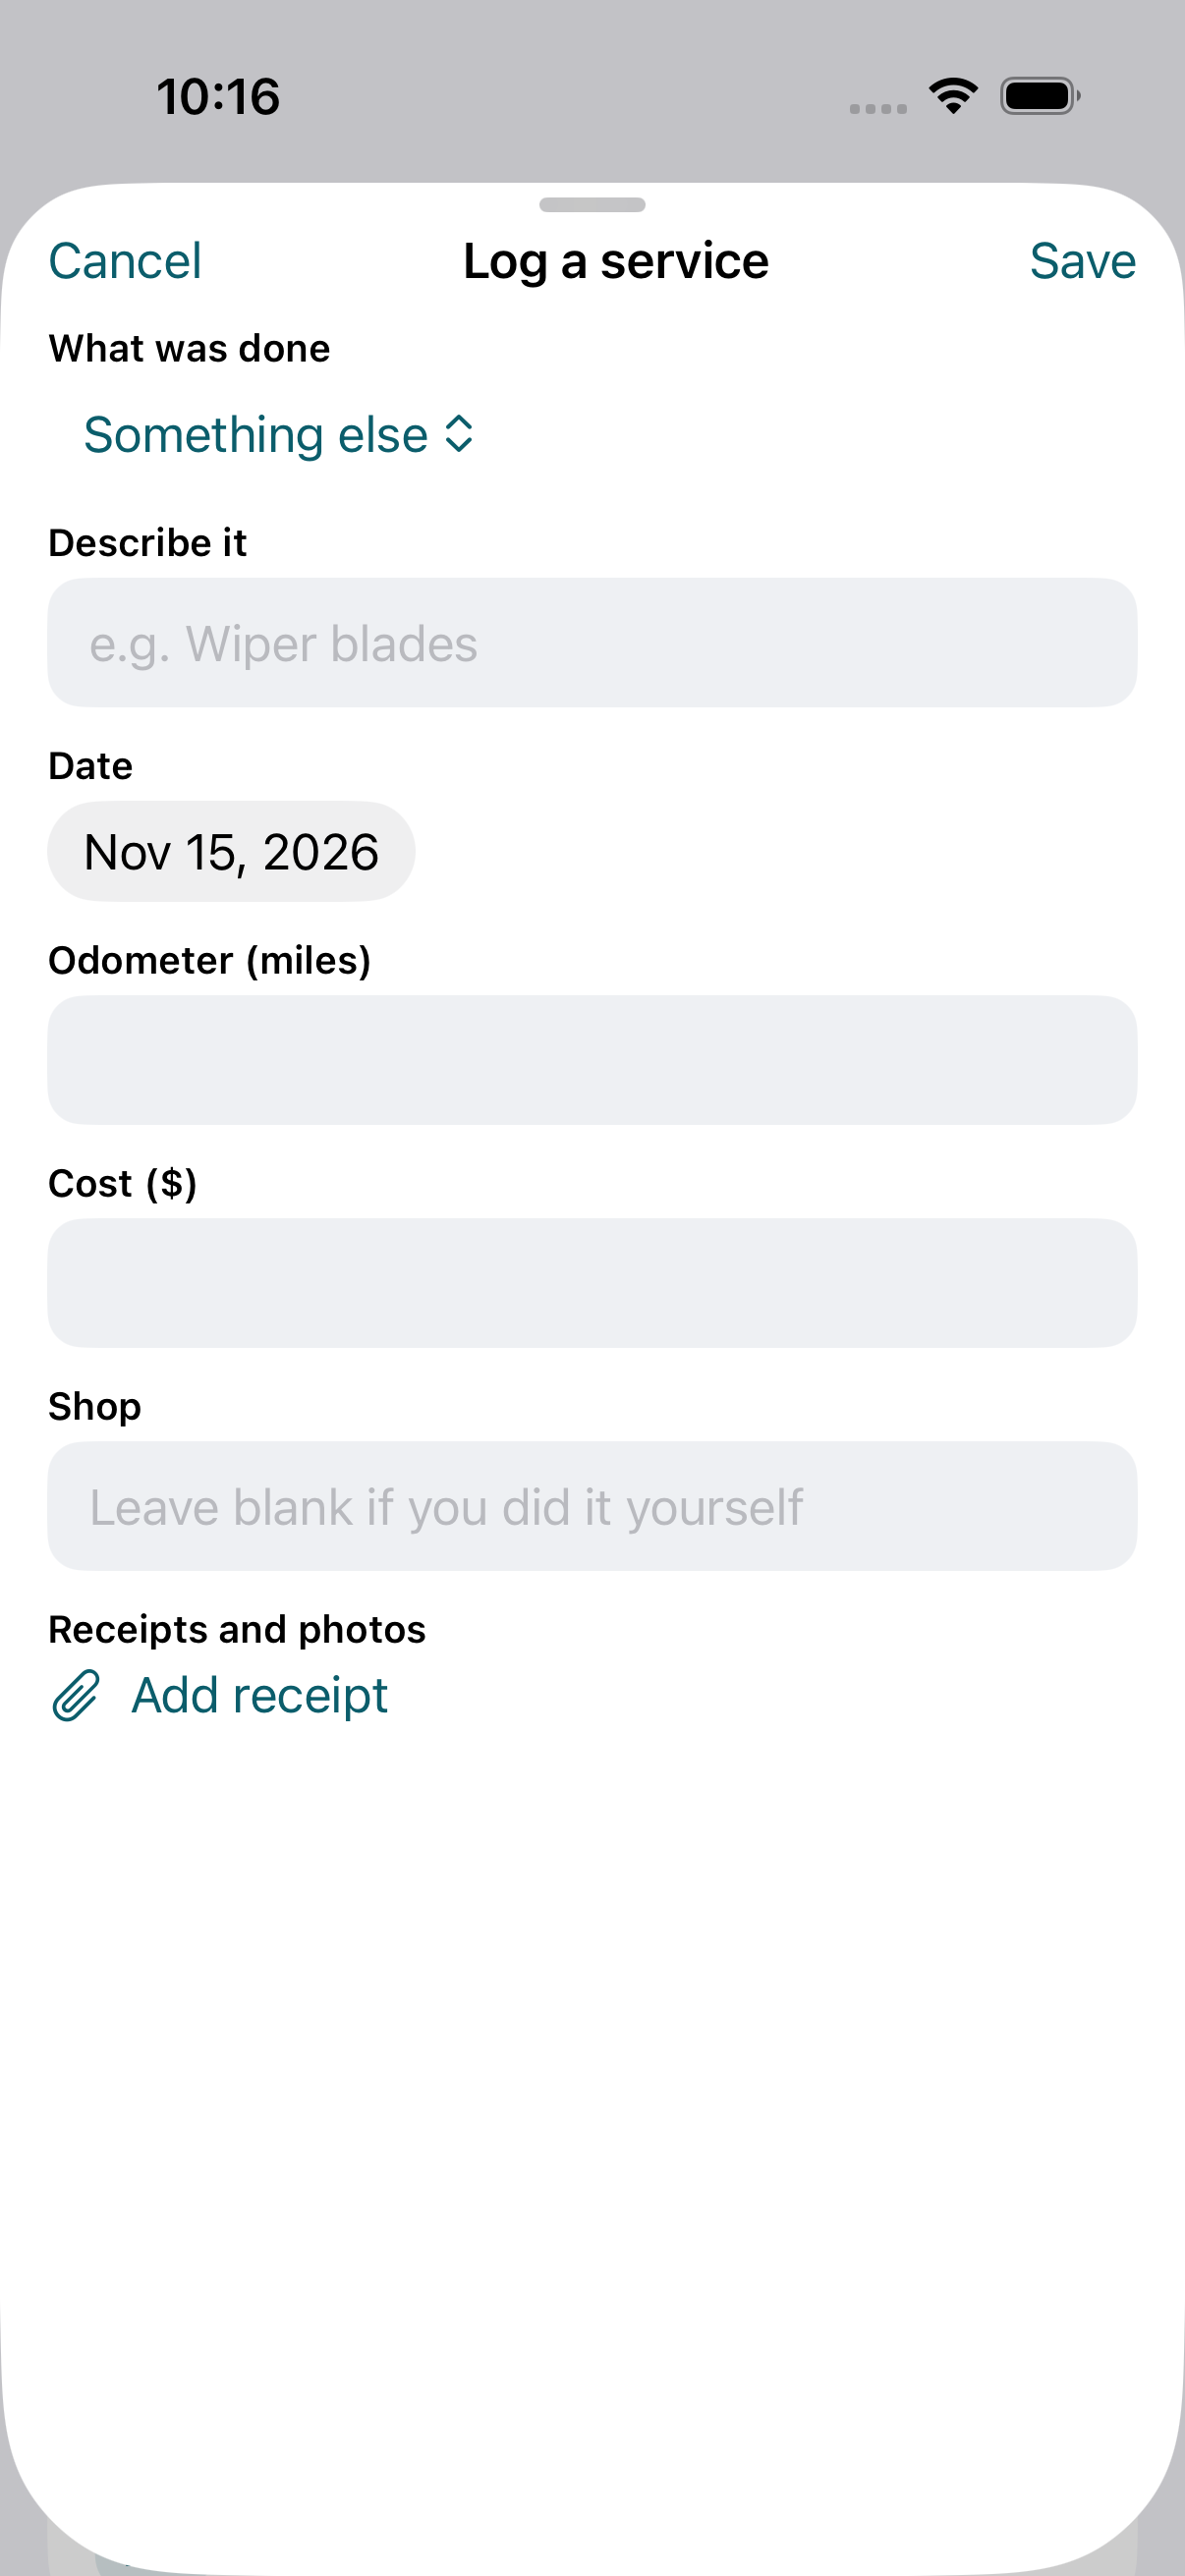 10:16
Cancel Log a service Save
What was done
Something else
Describe it
e.g. Wiper blades
Date
Nov 15, 2026
Odometer (miles)
Cost ($)
Shop
Leave blank if you did it yourself
Receipts and photos
Add receipt